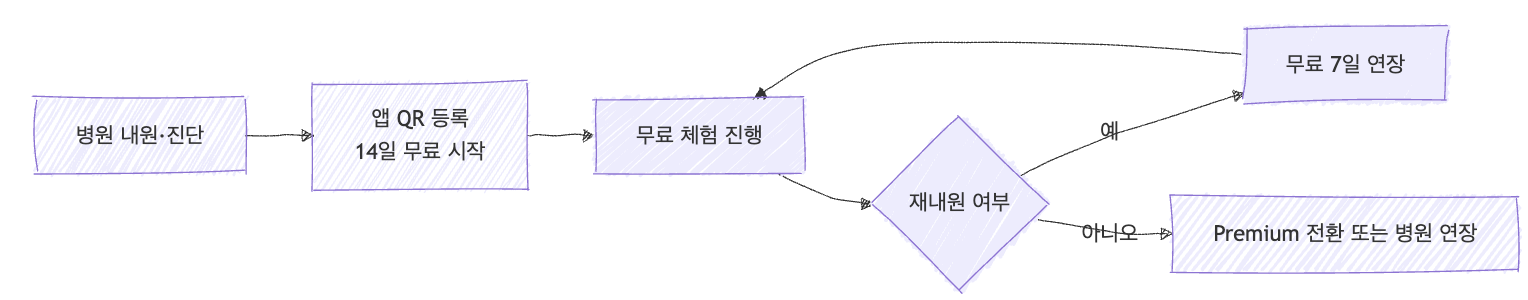 병원 내원·진단
앱 QR 등록
14일 무료 시작
무료 체험 진행
재내원 여부
예
무료 7일 연장
아니오
Premium 전환 또는 병원 연장